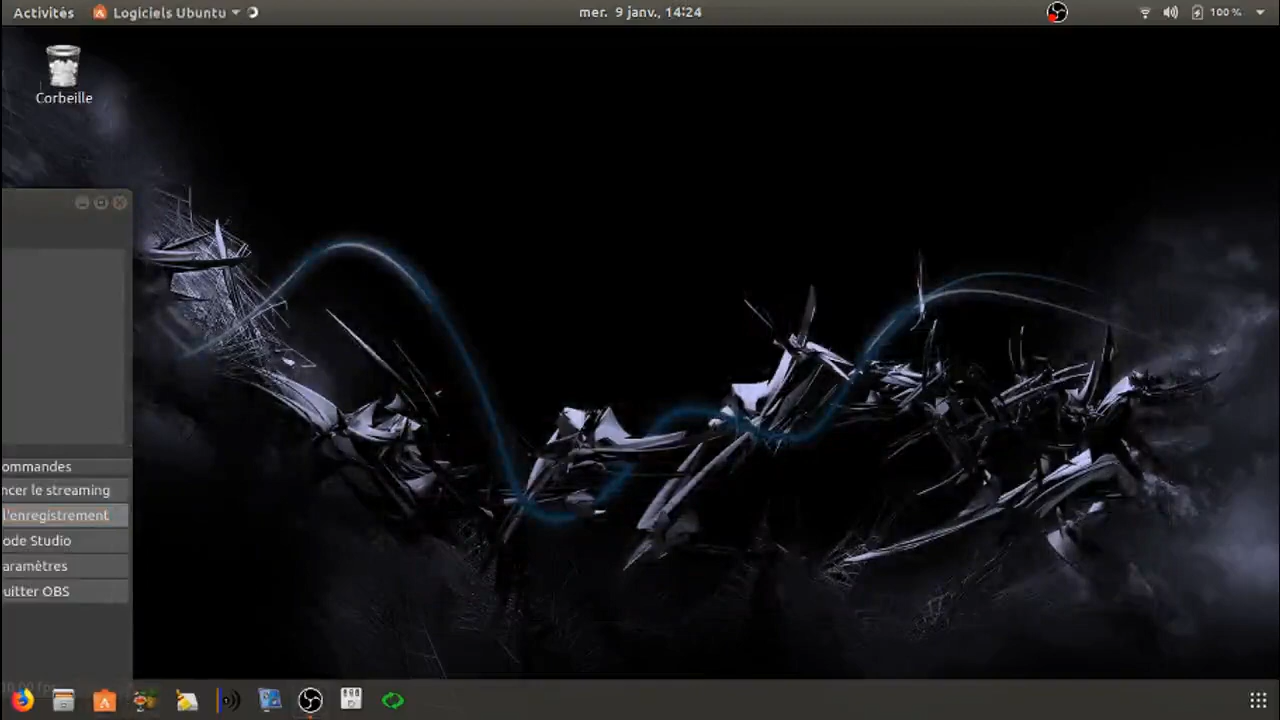 Activités Logiciels Ubuntu mer. 9 janv., 14:24 100 %
Corbeille
ommandes
ncer le streaming
l'enregistrement
ode Studio
aramètres
uitter OBS